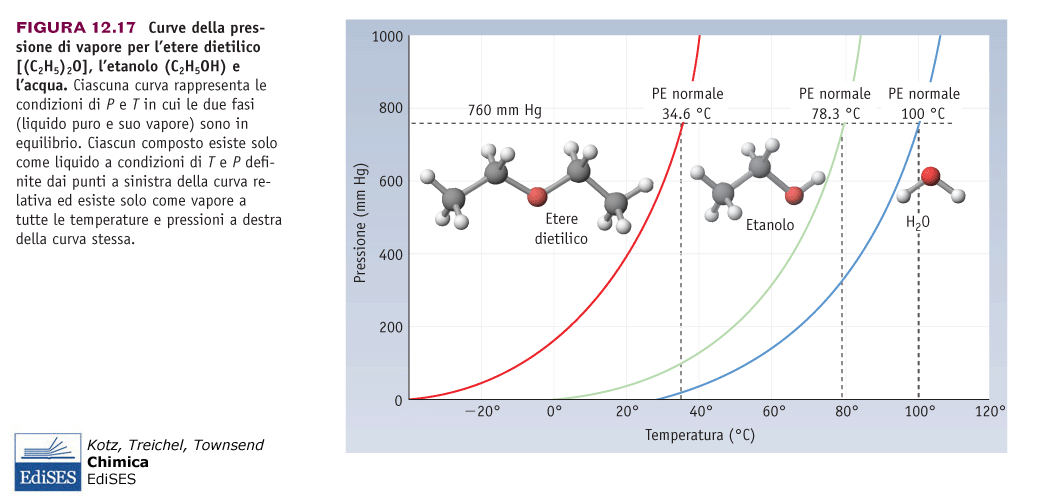 FIGURA 12.17 Curve della pres-
sione di vapore per l'etere dietilico
[(C₂H₅)₂O], l'etanolo (C₂H₅OH) e
l'acqua. Ciascuna curva rappresenta le
condizioni di P e T in cui le due fasi
(liquido puro e suo vapore) sono in
equilibrio. Ciascun composto esiste solo
come liquido a condizioni di T e P defi-
nite dai punti a sinistra della curva re-
lativa ed esiste solo come vapore a
tutte le temperature e pressioni a destra
della curva stessa.
EdiSES
Kotz, Treichel, Townsend
Chimica
EdiSES
Pressione (mm Hg)
1000
800
600
400
200
0
760 mm Hg
PE normale
34.6 °C
PE normale
78.3 °C
PE normale
100 °C
Etere
dietilico
Etanolo
H₂O
−20° 0° 20° 40° 60° 80° 100° 120°
Temperatura (°C)